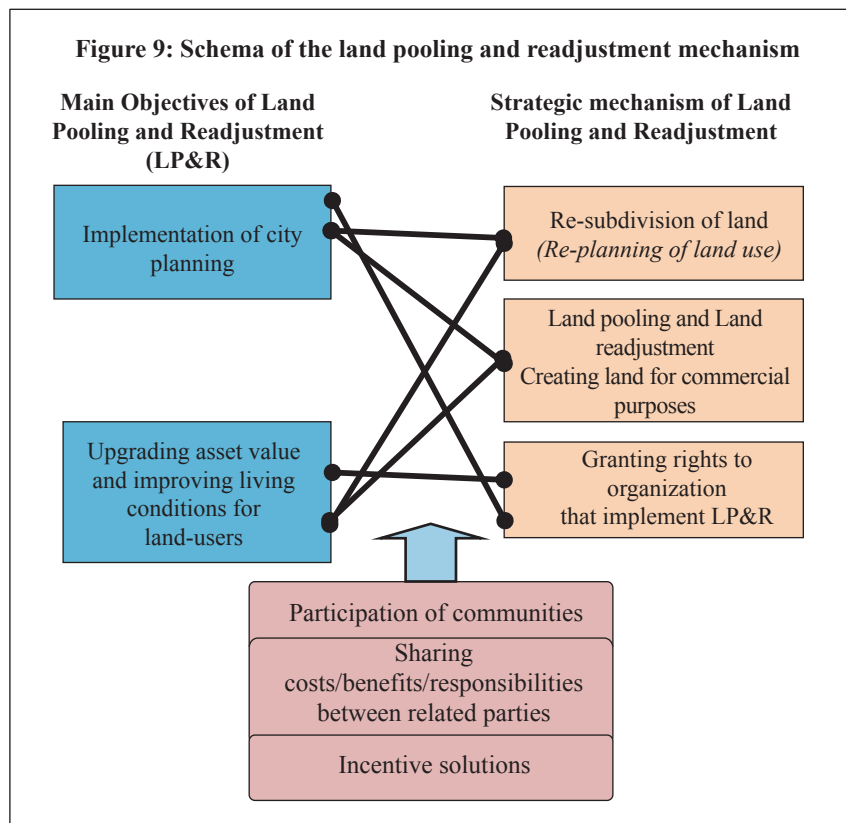 Figure 9: Schema of the land pooling and readjustment mechanism
Main Objectives of Land
Pooling and Readjustment
(LP&R)
Strategic mechanism of Land
Pooling and Readjustment
Implementation of city
planning
Upgrading asset value
and improving living
conditions for
land-users
Re-subdivision of land
(Re-planning of land use)
Land pooling and Land
readjustment
Creating land for commercial
purposes
Granting rights to
organization
that implement LP&R
Participation of communities
Sharing
costs/benefits/responsibilities
between related parties
Incentive solutions